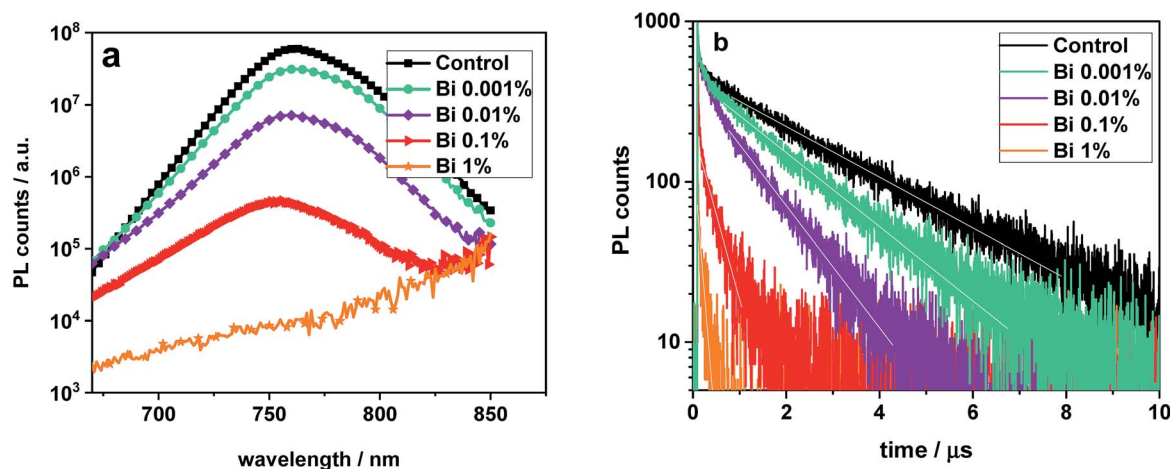 a
Control
Bi 0.001%
Bi 0.01%
Bi 0.1%
Bi 1%
10⁸
10⁷
10⁶
10⁵
10⁴
10³
PL counts / a.u.
700 750 800 850
wavelength / nm
b
Control
Bi 0.001%
Bi 0.01%
Bi 0.1%
Bi 1%
1000
100
10
PL counts
0 2 4 6 8 10
time / μs